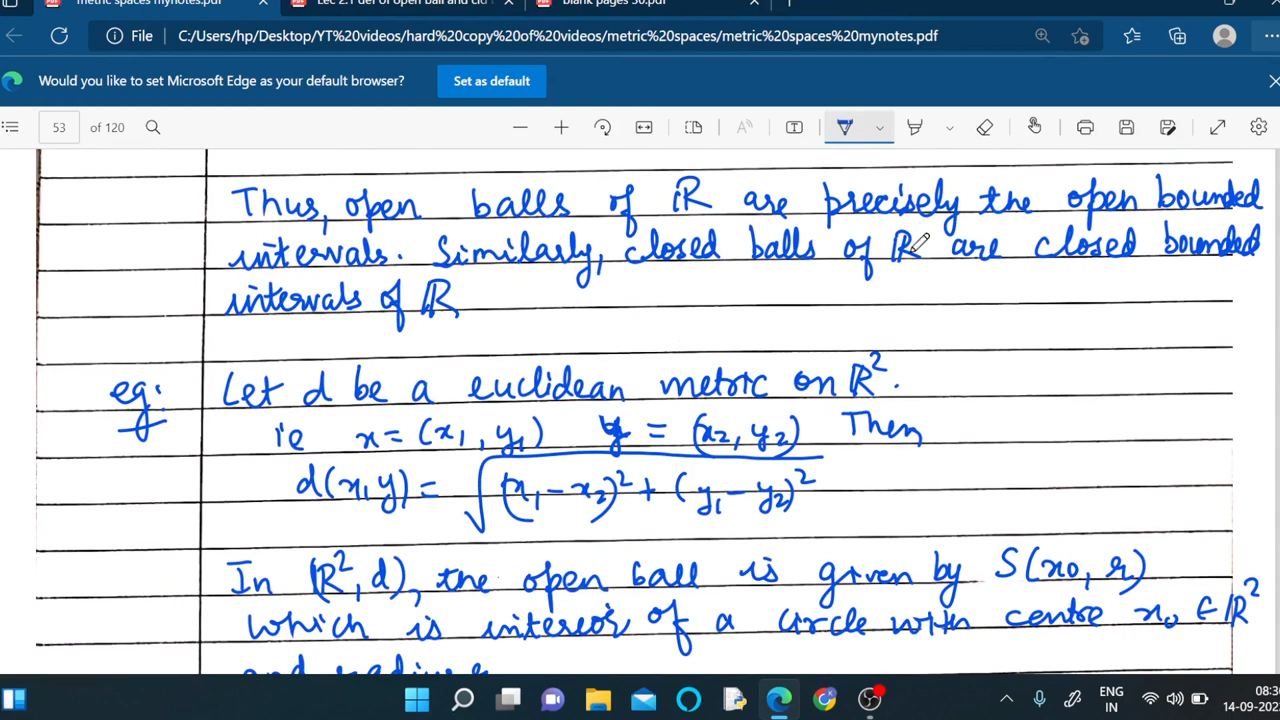 metric spaces mynotes.pdf
Lec 2.1 def of open ball and clo
blank pages 50.pdf
File
C:/Users/hp/Desktop/YT%20videos/hard%20copy%20of%20videos/metric%20spaces/metric%20spaces%20mynotes.pdf
Would you like to set Microsoft Edge as your default browser?
Set as default
53 of 120
Thus, open balls of ℝ are precisely the open bounded
intervals. Similarly, closed balls of ℝ are closed bounded
intervals of ℝ
eg: Let d be a euclidean metric on ℝ².
ie x = (x₁, y₁) y = (x₂, y₂) Then
d(x,y) = √(x₁-x₂)² + (y₁-y₂)²
In (ℝ², d), the open ball is given by S(x₀, r)
which is interior of a circle with centre x₀ ∈ ℝ²
and radius
ENG
IN
08:3
14-09-202